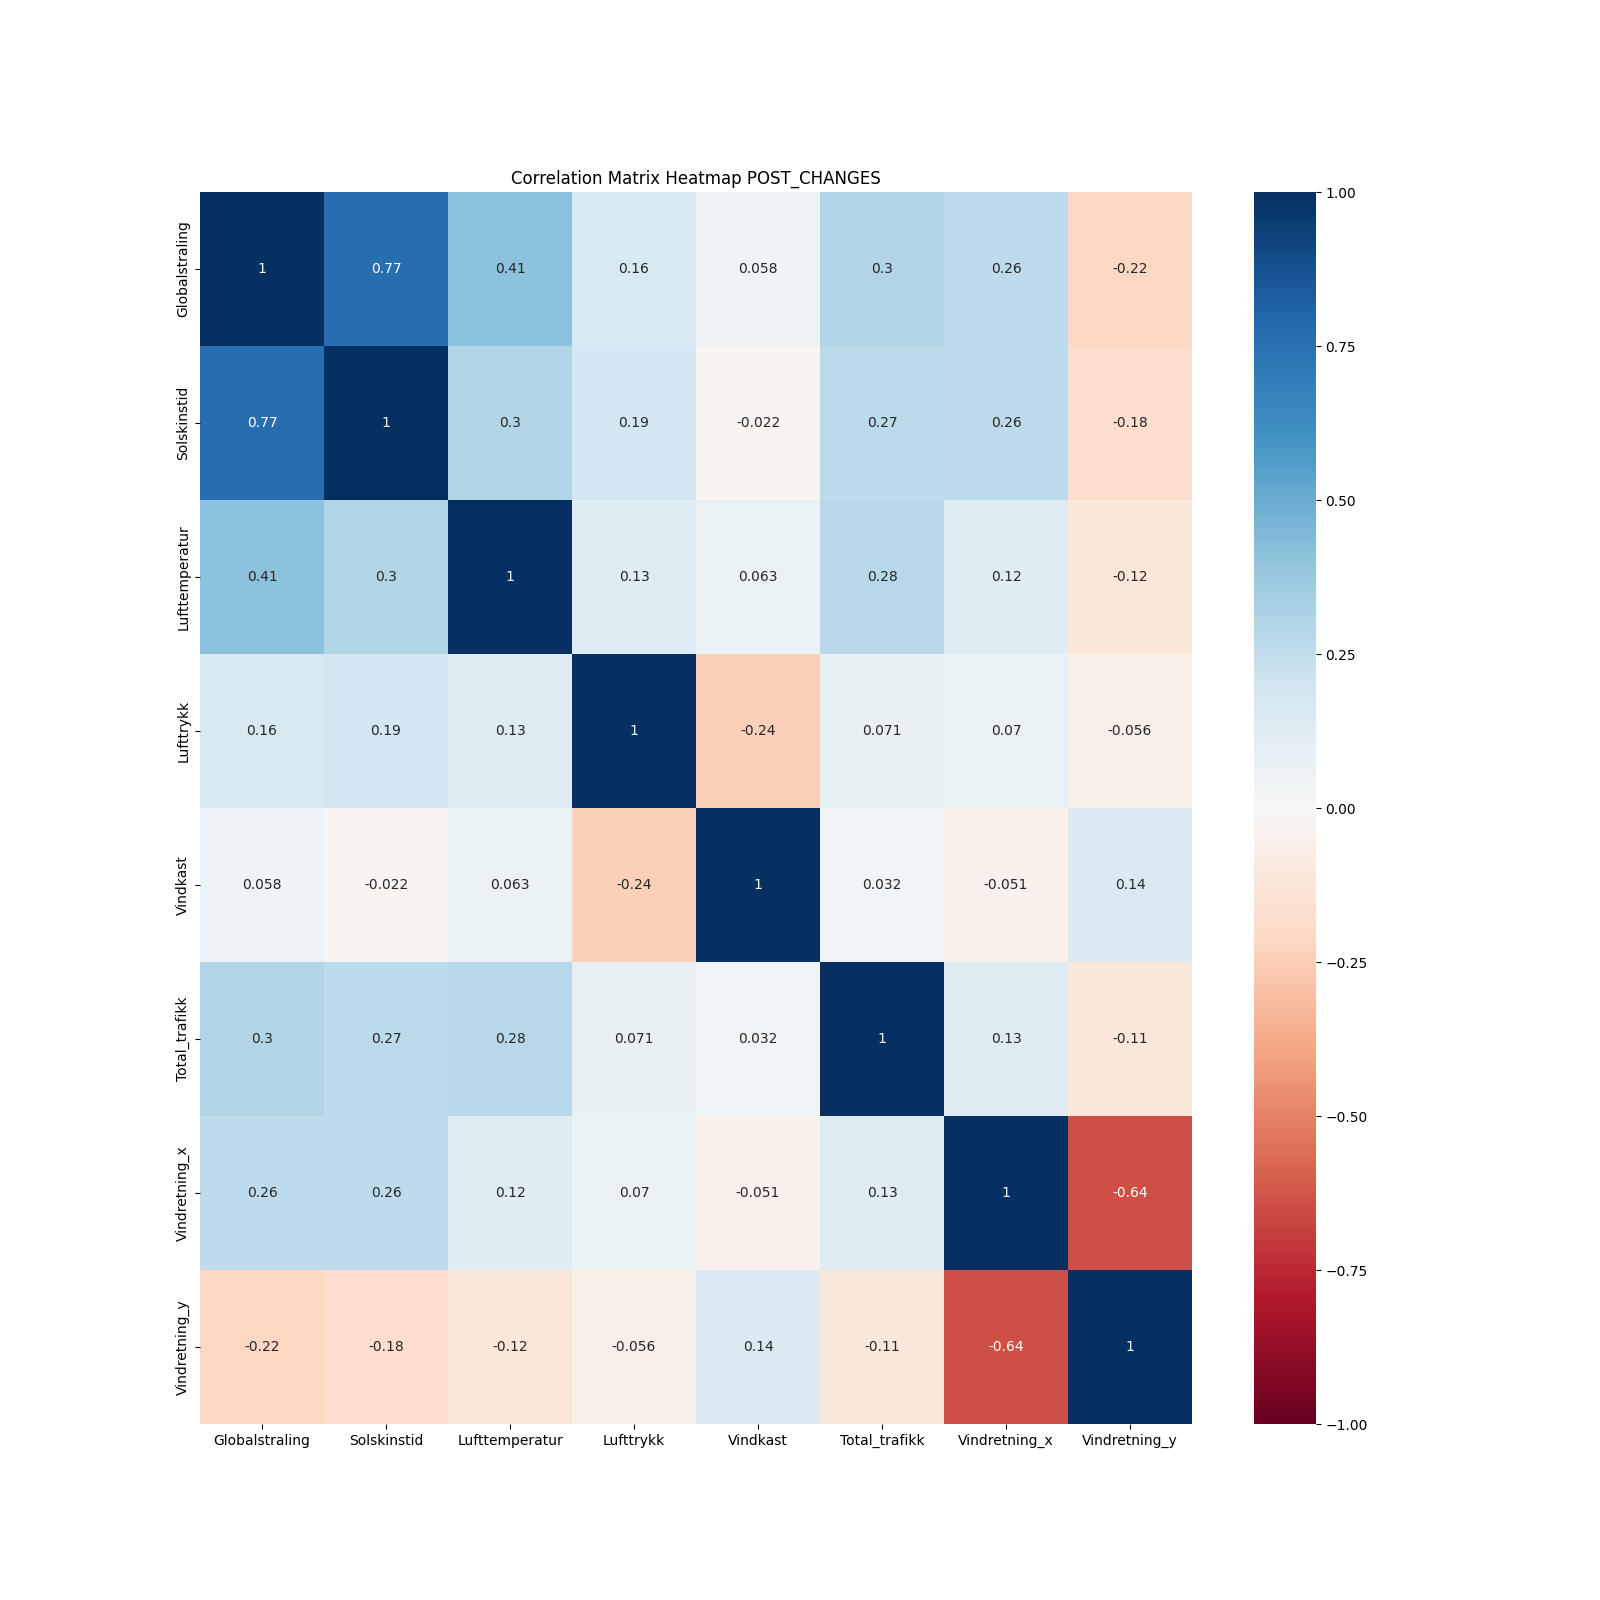 Correlation Matrix Heatmap POST_CHANGES
Globalstraling 1 0.77 0.41 0.16 0.058 0.3 0.26 -0.22
Solskinstid 0.77 1 0.3 0.19 -0.022 0.27 0.26 -0.18
Lufttemperatur 0.41 0.3 1 0.13 0.063 0.28 0.12 -0.12
Lufttrykk 0.16 0.19 0.13 1 -0.24 0.071 0.07 -0.056
Vindkast 0.058 -0.022 0.063 -0.24 1 0.032 -0.051 0.14
Total_trafikk 0.3 0.27 0.28 0.071 0.032 1 0.13 -0.11
Vindretning_x 0.26 0.26 0.12 0.07 -0.051 0.13 1 -0.64
Vindretning_y -0.22 -0.18 -0.12 -0.056 0.14 -0.11 -0.64 1
Globalstraling Solskinstid Lufttemperatur Lufttrykk Vindkast Total_trafikk Vindretning_x Vindretning_y
1.00
0.75
0.50
0.25
0.00
−0.25
−0.50
−0.75
−1.00